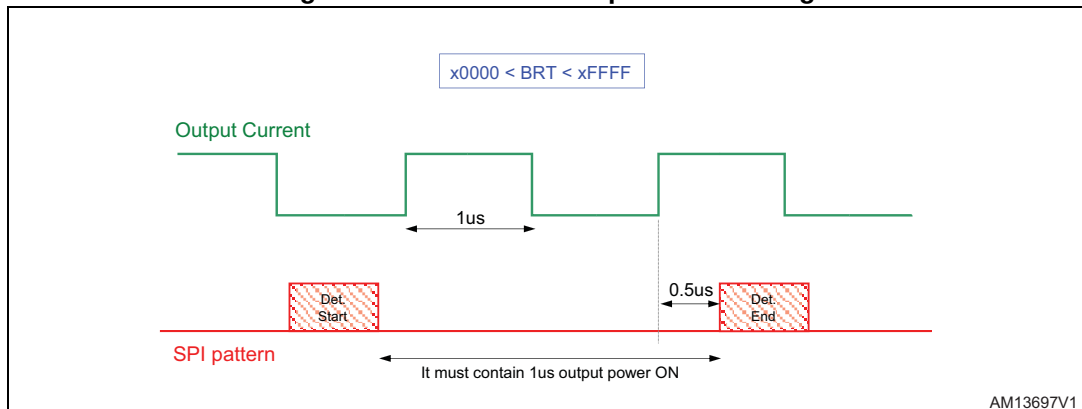 x0000 < BRT < xFFFF
Output Current
1us
0.5us
Det.
Start
Det.
End
SPI pattern
It must contain 1us output power ON
AM13697V1